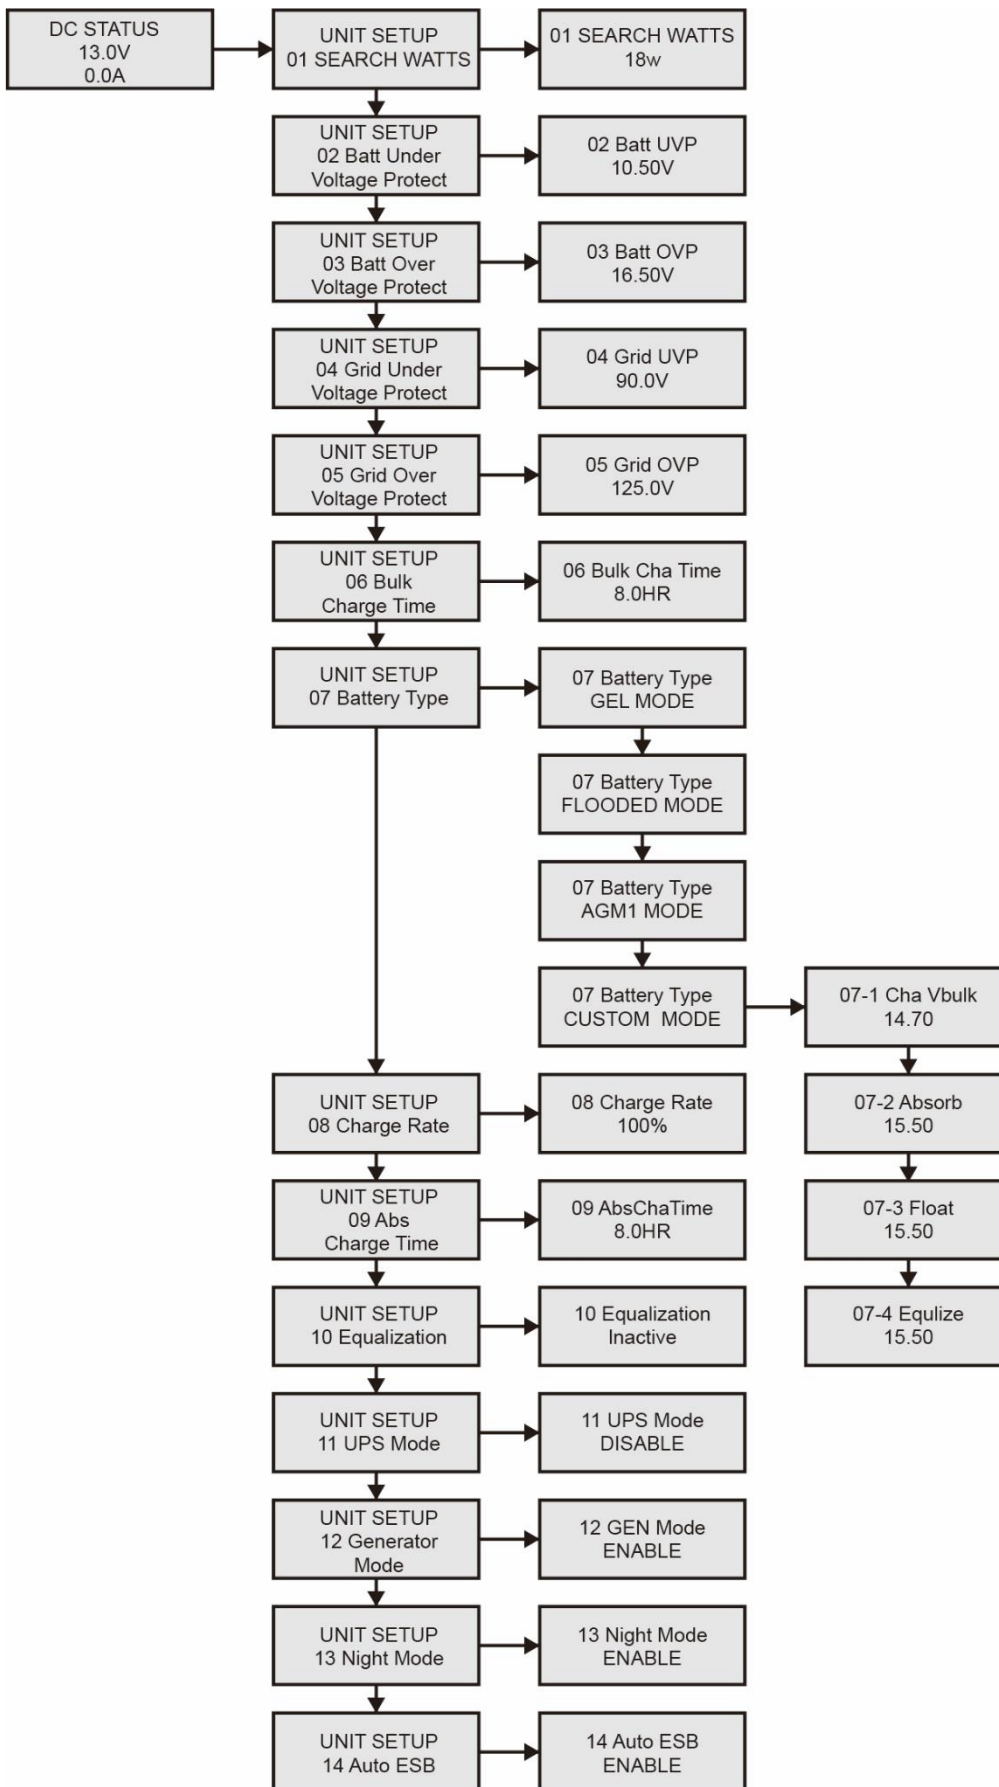 DC STATUS
13.0V
0.0A
UNIT SETUP
01 SEARCH WATTS
01 SEARCH WATTS
18w
UNIT SETUP
02 Batt Under
Voltage Protect
02 Batt UVP
10.50V
UNIT SETUP
03 Batt Over
Voltage Protect
03 Batt OVP
16.50V
UNIT SETUP
04 Grid Under
Voltage Protect
04 Grid UVP
90.0V
UNIT SETUP
05 Grid Over
Voltage Protect
05 Grid OVP
125.0V
UNIT SETUP
06 Bulk
Charge Time
06 Bulk Cha Time
8.0HR
UNIT SETUP
07 Battery Type
07 Battery Type
GEL MODE
07 Battery Type
FLOODED MODE
07 Battery Type
AGM1 MODE
07 Battery Type
CUSTOM MODE
07-1 Cha Vbulk
14.70
07-2 Absorb
15.50
07-3 Float
15.50
07-4 Equlize
15.50
UNIT SETUP
08 Charge Rate
08 Charge Rate
100%
UNIT SETUP
09 Abs
Charge Time
09 AbsChaTime
8.0HR
UNIT SETUP
10 Equalization
10 Equalization
Inactive
UNIT SETUP
11 UPS Mode
11 UPS Mode
DISABLE
UNIT SETUP
12 Generator
Mode
12 GEN Mode
ENABLE
UNIT SETUP
13 Night Mode
13 Night Mode
ENABLE
UNIT SETUP
14 Auto ESB
14 Auto ESB
ENABLE